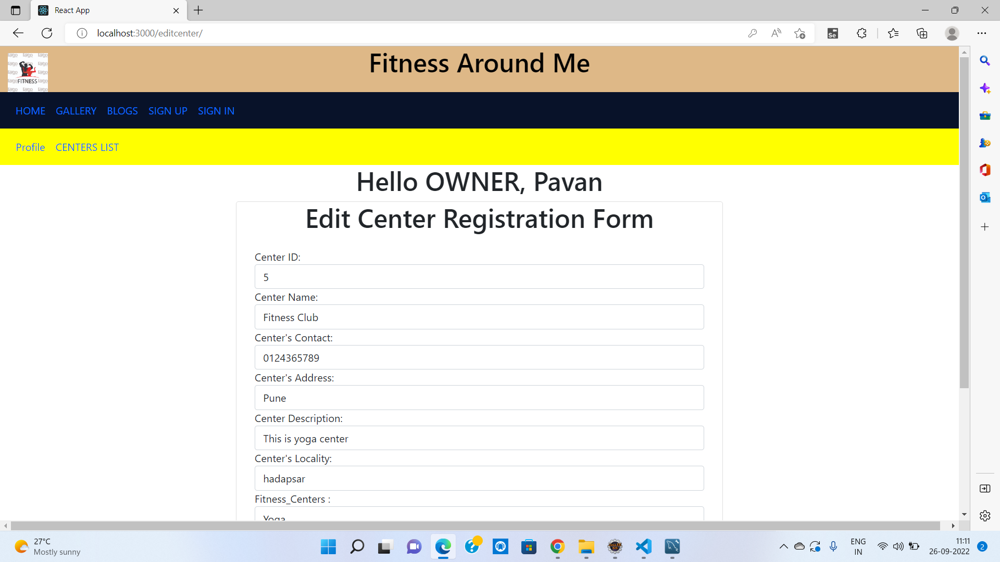 React App
localhost:3000/editcenter/
Se
Fitness Around Me
FITNESS
HOME GALLERY BLOGS SIGN UP SIGN IN
Profile CENTERS LIST
Hello OWNER, Pavan
Edit Center Registration Form
Center ID:
5
Center Name:
Fitness Club
Center's Contact:
0124365789
Center's Address:
Pune
Center Description:
This is yoga center
Center's Locality:
hadapsar
Fitness_Centers :
Yoga
27°C
Mostly sunny
ENG
IN
11:11
26-09-2022
2